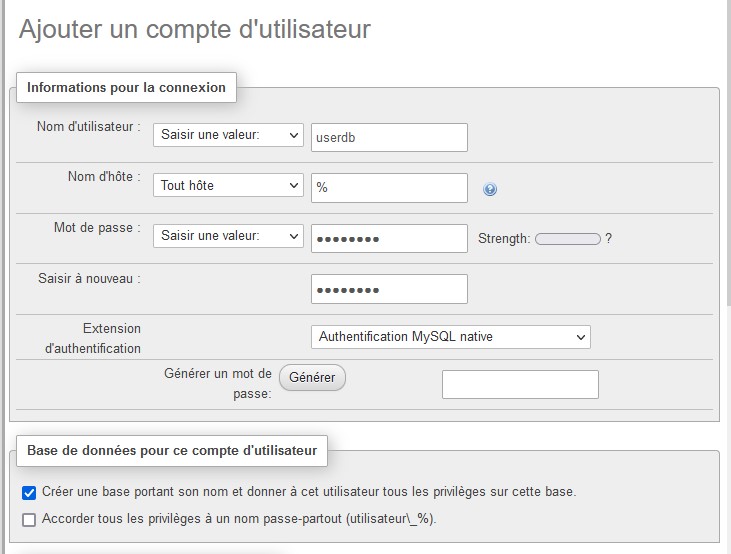 Ajouter un compte d'utilisateur
Informations pour la connexion
Nom d'utilisateur : Saisir une valeur: userdb
Nom d'hôte : Tout hôte %
Mot de passe : Saisir une valeur: •••••••• Strength: ?
Saisir à nouveau : ••••••••
Extension
d'authentification Authentification MySQL native
Générer un mot de
passe: Générer
Base de données pour ce compte d'utilisateur
Créer une base portant son nom et donner à cet utilisateur tous les privilèges sur cette base.
Accorder tous les privilèges à un nom passe-partout (utilisateur\_%).